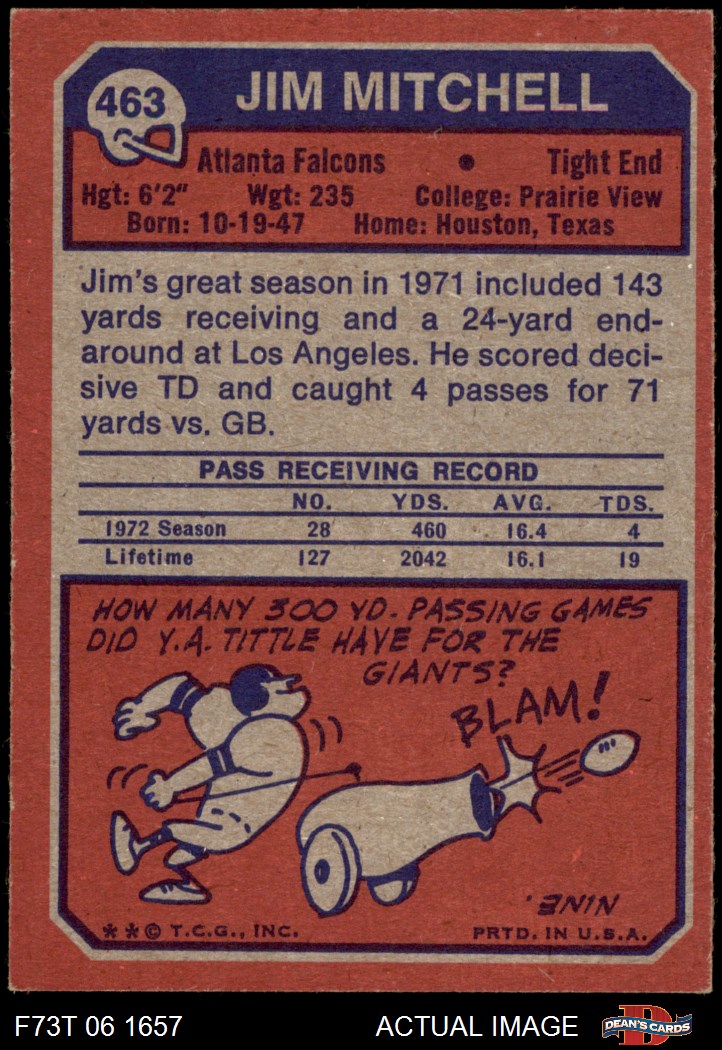 463
JIM MITCHELL
Atlanta Falcons • Tight End
Hgt: 6'2" Wgt: 235 College: Prairie View
Born: 10-19-47 Home: Houston, Texas
Jim's great season in 1971 included 143
yards receiving and a 24-yard end-
around at Los Angeles. He scored deci-
sive TD and caught 4 passes for 71
yards vs. GB.
PASS RECEIVING RECORD
NO. YDS. AVG. TDS.
1972 Season 28 460 16.4 4
Lifetime 127 2042 16.1 19
HOW MANY 300 YD. PASSING GAMES
DID Y.A. TITTLE HAVE FOR THE
GIANTS?
BLAM!
NINE.
**© T.C.G., INC. PRTD. IN U.S.A.
F73T 06 1657 ACTUAL IMAGE D DEAN'S CARDS